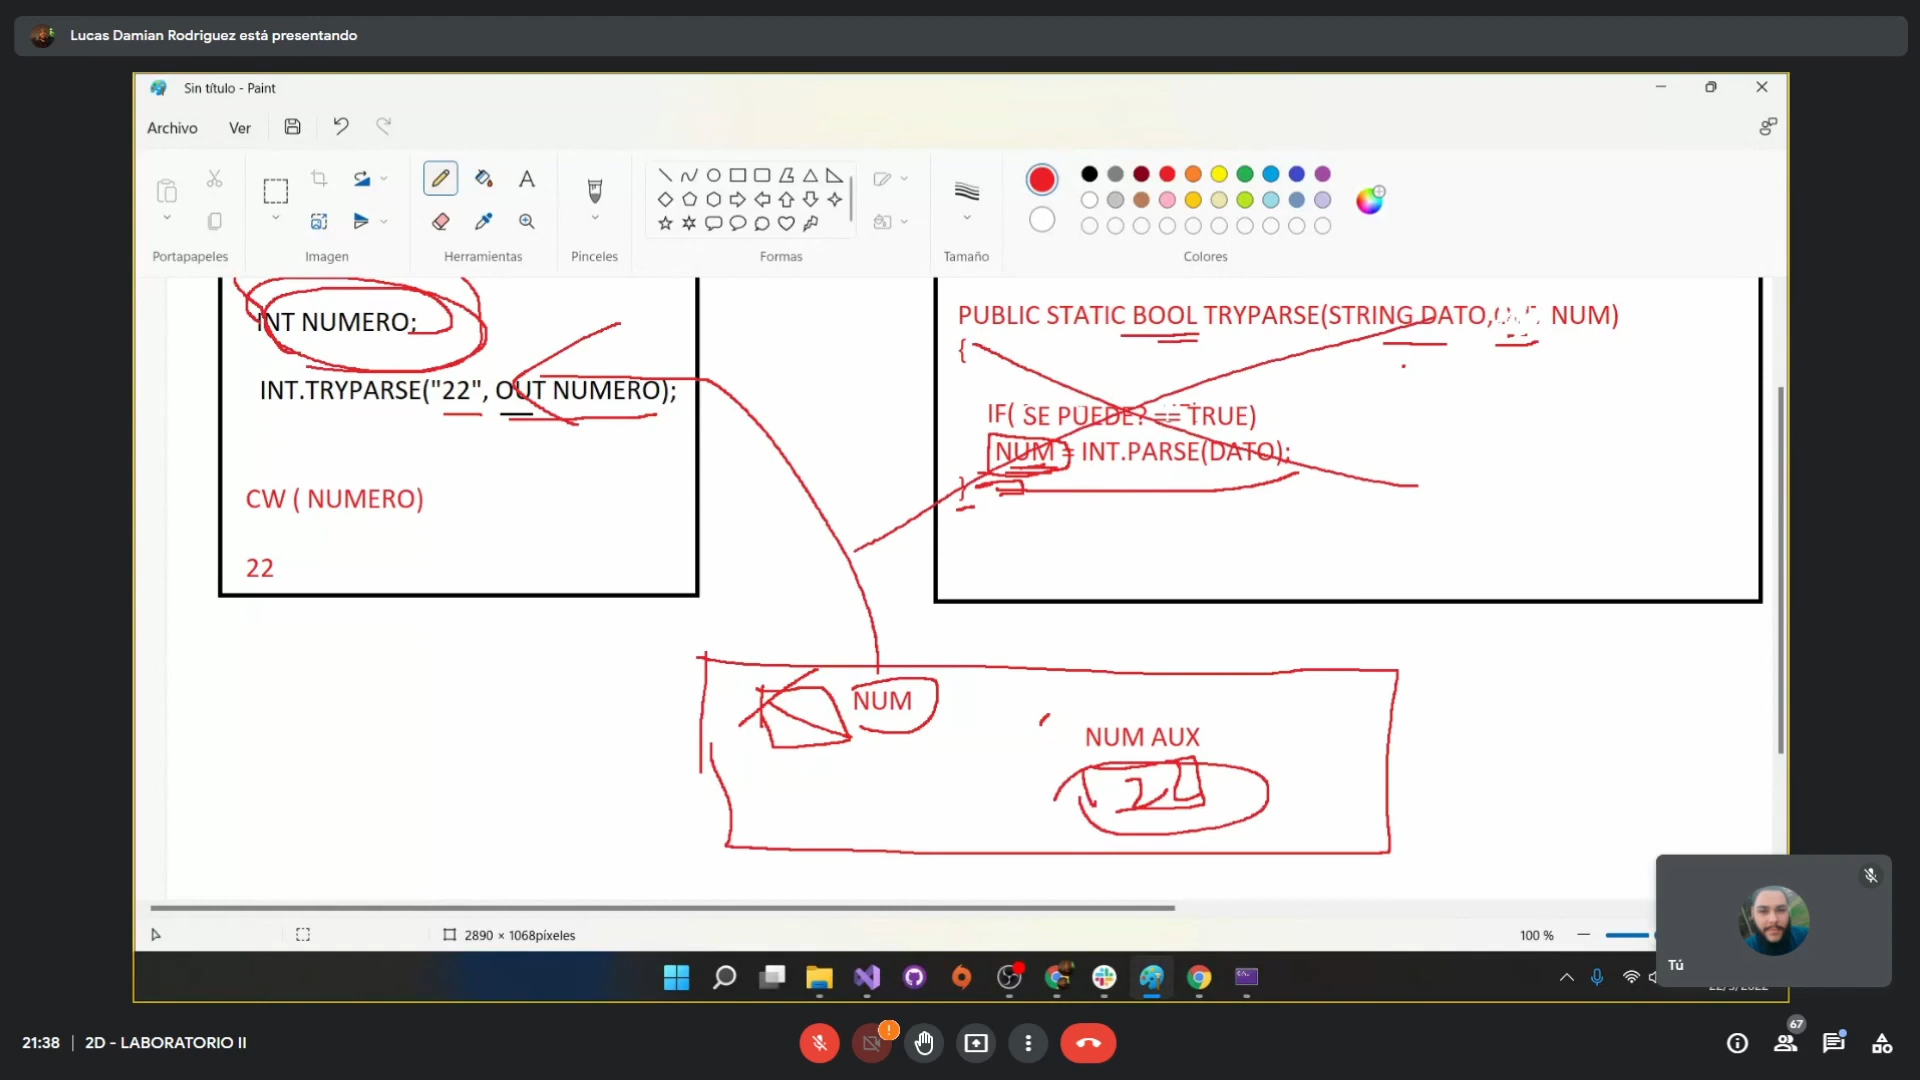 Lucas Damian Rodriguez está presentando
Sin título - Paint
Archivo
Ver
Portapapeles
Imagen
Herramientas
Pinceles
Formas
Tamaño
Colores
INT NUMERO;
INT.TRYPARSE("22", OUT NUMERO);
CW ( NUMERO)
22
PUBLIC STATIC BOOL TRYPARSE(STRING DATO, NUM)
{
IF( SE PUEDE? == TRUE)
NUM = INT.PARSE(DATO);
}
NUM
NUM AUX
22
2890 × 1068píxeles
100 %
Tú
21:38
2D - LABORATORIO II
67